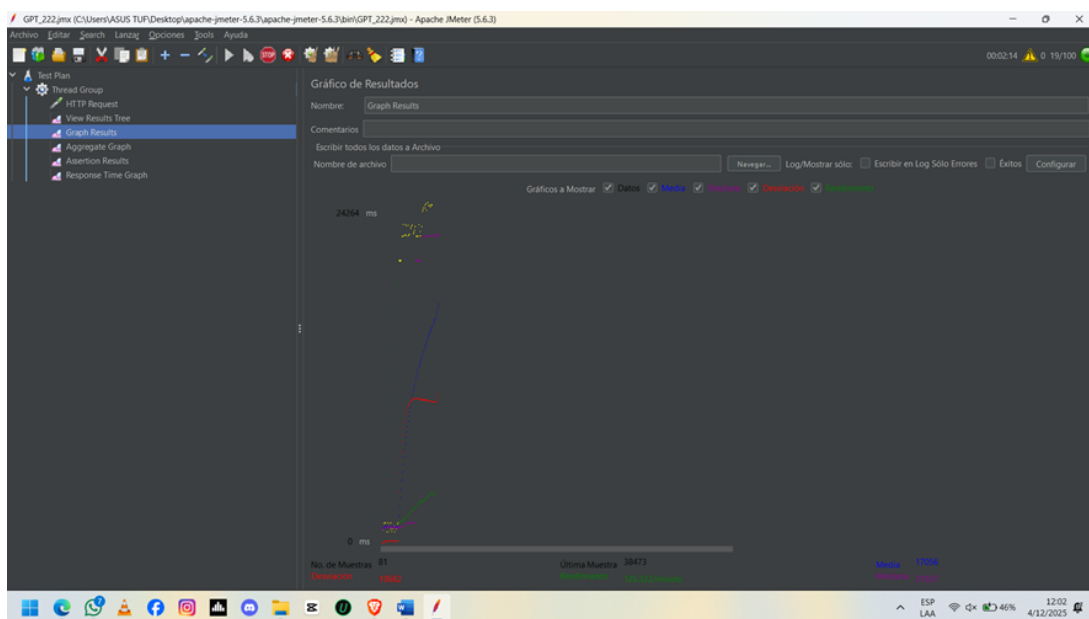 GPT_222.jmx (C:\Users\ASUS TUF\Desktop\apache-jmeter-5.6.3\apache-jmeter-5.6.3\bin\GPT_222.jmx) - Apache JMeter (5.6.3)
Archivo Editar Search Lanzar Opciones Tools Ayuda
STOP
00:02:14 0 19/100
Test Plan
Thread Group
HTTP Request
View Results Tree
Graph Results
Aggregate Graph
Assertion Results
Response Time Graph
Gráfico de Resultados
Nombre: Graph Results
Comentarios
Escribir todos los datos a Archivo
Nombre de archivo Navegar... Log/Mostrar sólo: Escribir en Log Sólo Errores Éxitos Configurar
Gráficos a Mostrar Datos Media Desviación Rendimiento
24264 ms
0 ms
No. de Muestras 81 Última Muestra 38473 Media 17056
Desviación Rendimiento
ESP
LAA
46%
12:02
4/12/2025